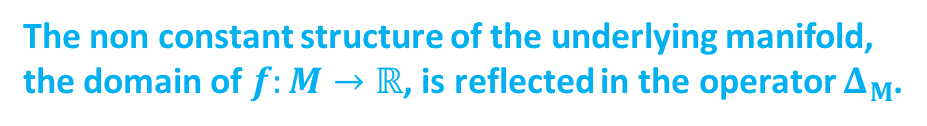 The non constant structure of the underlying manifold,
the domain of f: M → ℝ, is reflected in the operator Δ_M.